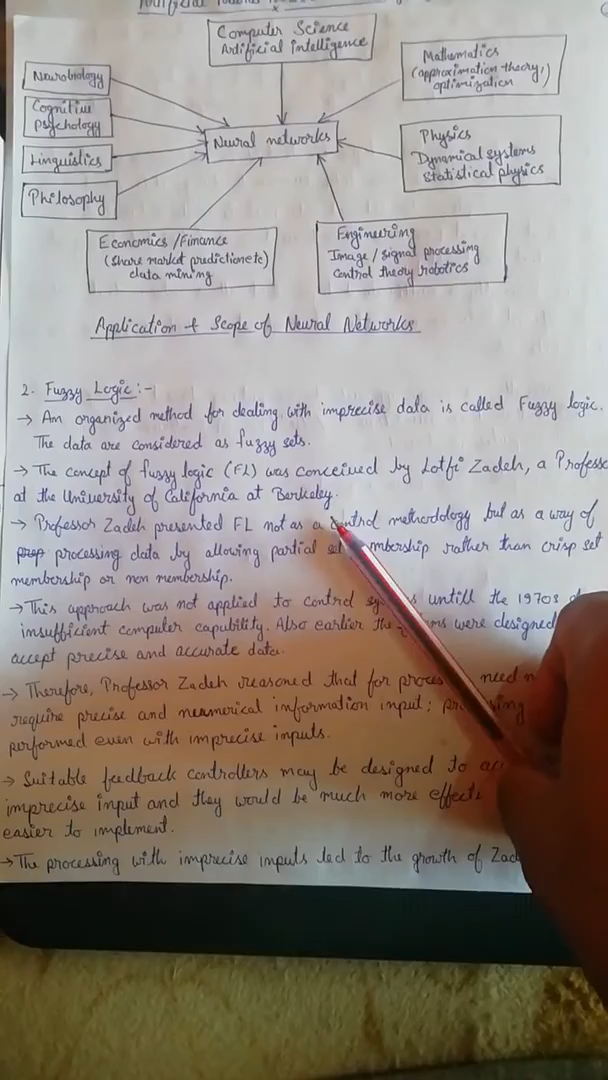 Computer Science
Artificial intelligence
Mathematics
(approximation theory,
optimization
Neurobiology
Cognitive
psychology
Linguistics
Philosophy
Neural networks
Physics
Dynamical systems
Statistical physics
Economics / Finance
(Share market prediction etc)
data mining
Engineering
Image / signal processing
control theory robotics
Application & Scope of Neural Networks
2. Fuzzy Logic :-
→ An organized method for dealing with imprecise data is called Fuzzy logic.
The data are considered as fuzzy sets.
→ The concept of fuzzy logic (FL) was conceived by Lotfi Zadeh, a Professo
at the University of California at Berkeley.
→ Professor Zadeh presented FL not as a control methodology, but as a way of
processing data by allowing partial set mbership rather than crisp set
membership or non membership.
→ This approach was not applied to control untill the 1970s
insufficient computer capability. Also earlier the were designed
accept precise and accurate data.
→ Therefore, Professor Zadeh reasoned that for need
require precise and numerical information input;
performed even with imprecise inputs.
→ Suitable feedback controllers may be designed to
imprecise input and they would be much more
easier to implement.
→ The processing with imprecise inputs led to the growth of